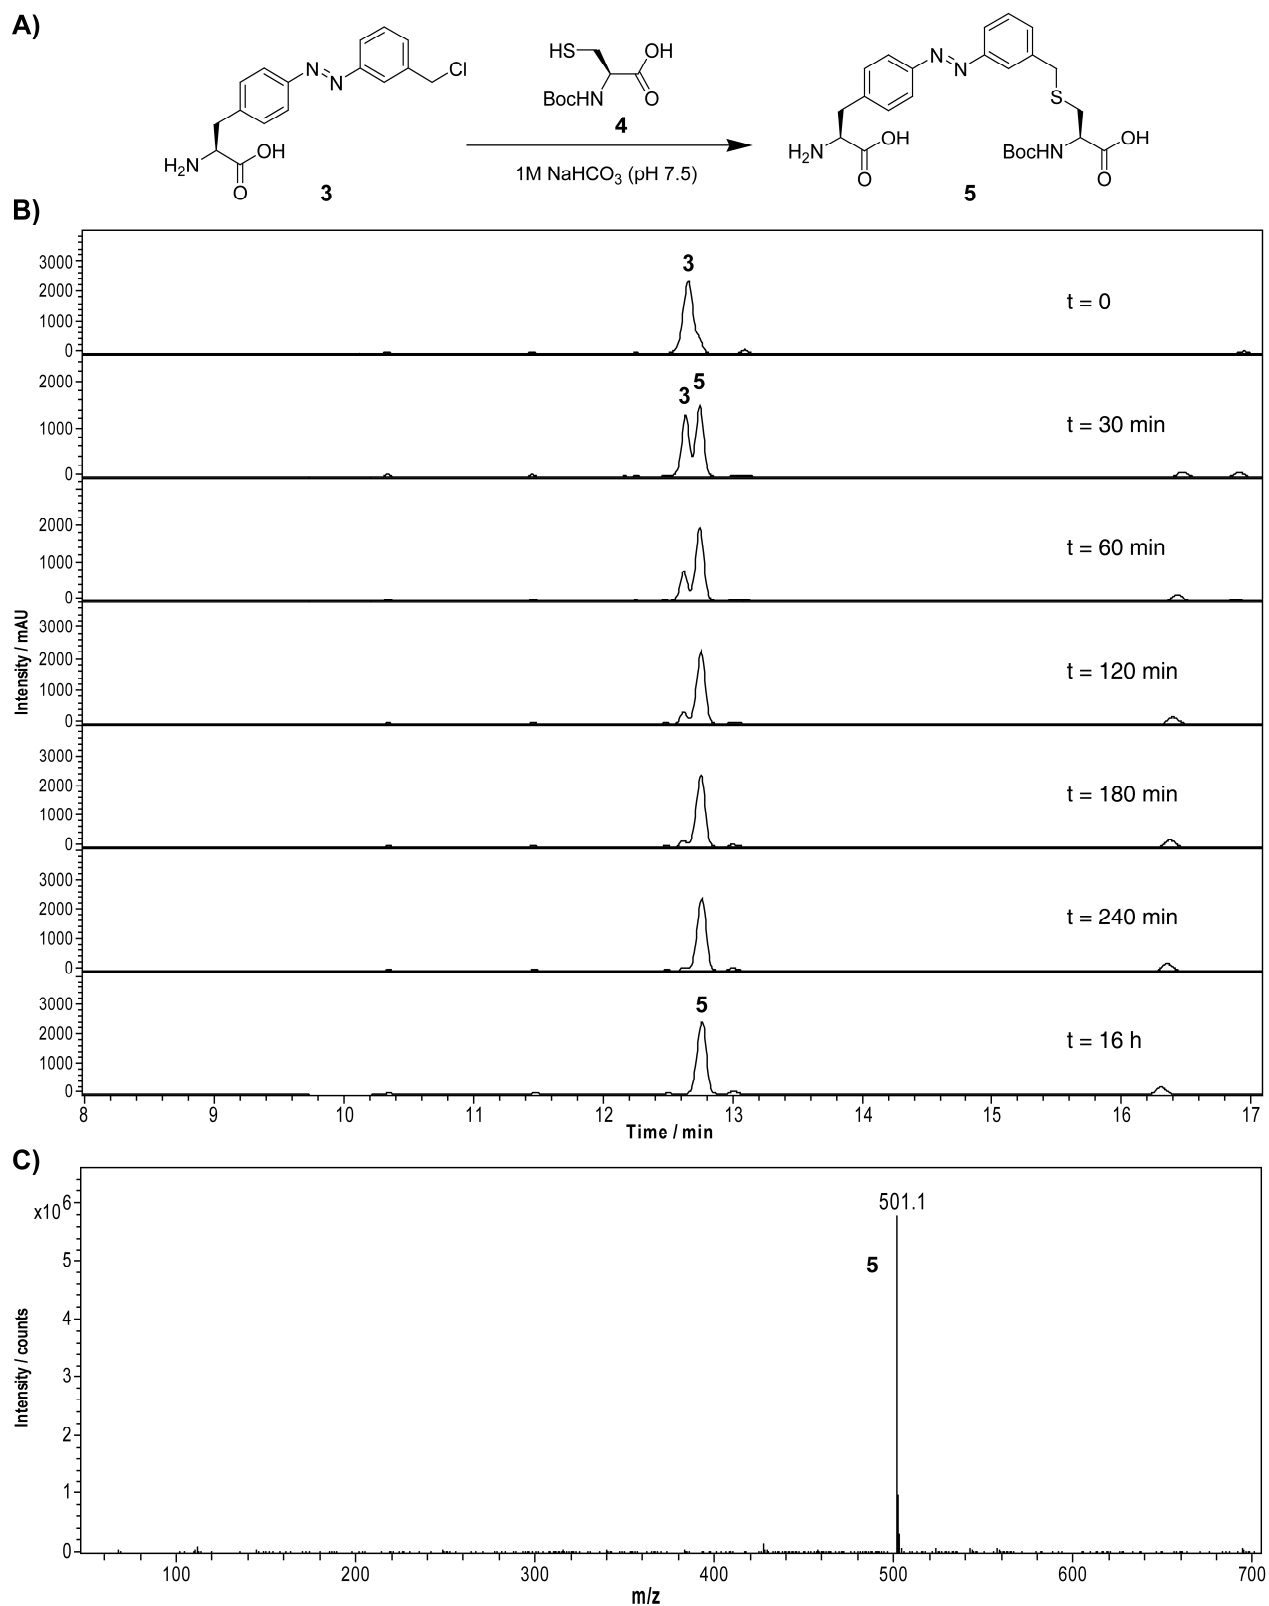 A)
N
N
Cl
H₂N
OH
O
3
HS
OH
BocHN
O
4
1M NaHCO₃ (pH 7.5)
N
N
S
H₂N
OH
O
BocHN
OH
O
5
B)
Intensity / mAU
3000
2000
1000
0
3
t = 0
2000
1000
0
3
5
t = 30 min
2000
1000
0
t = 60 min
3000
2000
1000
0
t = 120 min
3000
2000
1000
0
t = 180 min
3000
2000
1000
0
t = 240 min
3000
2000
1000
0
5
t = 16 h
8 9 10 11 12 13 14 15 16 17
Time / min
C)
Intensity / counts
x10
6
5
4
3
2
1
0
501.1
5
100 200 300 400 500 600 700
m/z